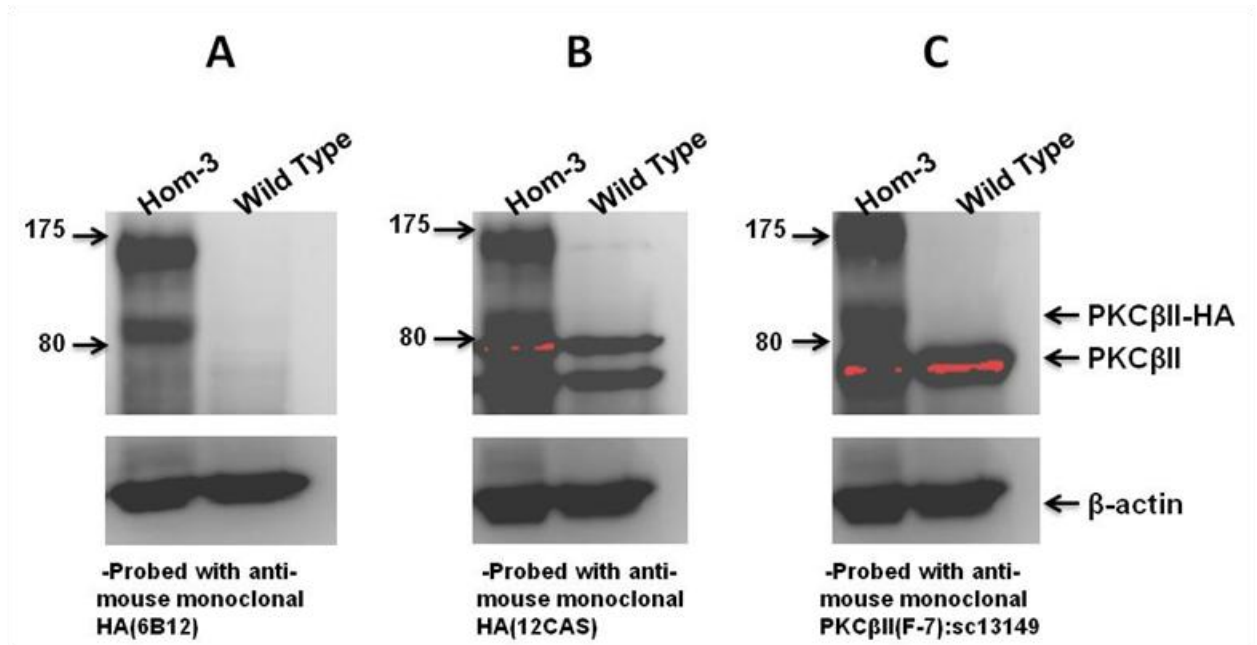 A
B
C
Hom-3
Wild Type
Hom-3
Wild Type
Hom-3
Wild Type
175
80
175
80
175
80
PKCβII-HA
PKCβII
β-actin
-Probed with anti-
mouse monoclonal
HA(6B12)
-Probed with anti-
mouse monoclonal
HA(12CAS)
-Probed with anti-
mouse monoclonal
PKCβII(F-7):sc13149